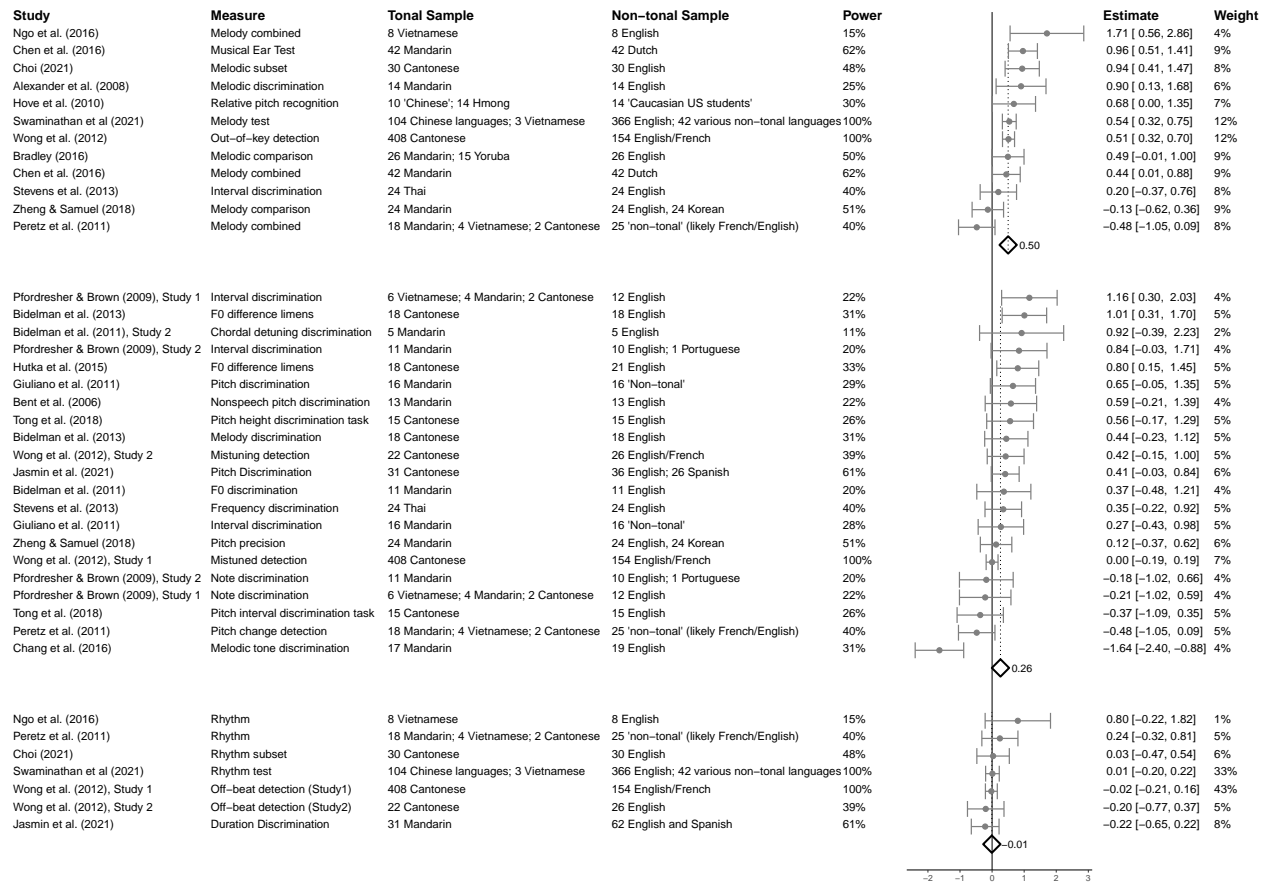 Study Measure Tonal Sample Non−tonal Sample Power Estimate Weight
Ngo et al. (2016) Melody combined 8 Vietnamese 8 English 15% 1.71 [ 0.56, 2.86] 4%
Chen et al. (2016) Musical Ear Test 42 Mandarin 42 Dutch 62% 0.96 [ 0.51, 1.41] 9%
Choi (2021) Melodic subset 30 Cantonese 30 English 48% 0.94 [ 0.41, 1.47] 8%
Alexander et al. (2008) Melodic discrimination 14 Mandarin 14 English 25% 0.90 [ 0.13, 1.68] 6%
Hove et al. (2010) Relative pitch recognition 10 'Chinese'; 14 Hmong 14 'Caucasian US students' 30% 0.68 [ 0.00, 1.35] 7%
Swaminathan et al (2021) Melody test 104 Chinese languages; 3 Vietnamese 366 English; 42 various non−tonal languages 100% 0.54 [ 0.32, 0.75] 12%
Wong et al. (2012) Out−of−key detection 408 Cantonese 154 English/French 100% 0.51 [ 0.32, 0.70] 12%
Bradley (2016) Melodic comparison 26 Mandarin; 15 Yoruba 26 English 50% 0.49 [−0.01, 1.00] 9%
Chen et al. (2016) Melody combined 42 Mandarin 42 Dutch 62% 0.44 [ 0.01, 0.88] 9%
Stevens et al. (2013) Interval discrimination 24 Thai 24 English 40% 0.20 [−0.37, 0.76] 8%
Zheng & Samuel (2018) Melody comparison 24 Mandarin 24 English, 24 Korean 51% −0.13 [−0.62, 0.36] 9%
Peretz et al. (2011) Melody combined 18 Mandarin; 4 Vietnamese; 2 Cantonese 25 'non−tonal' (likely French/English) 40% −0.48 [−1.05, 0.09] 8%
0.50
Pfordresher & Brown (2009), Study 1 Interval discrimination 6 Vietnamese; 4 Mandarin; 2 Cantonese 12 English 22% 1.16 [ 0.30, 2.03] 4%
Bidelman et al. (2013) F0 difference limens 18 Cantonese 18 English 31% 1.01 [ 0.31, 1.70] 5%
Bidelman et al. (2011), Study 2 Chordal detuning discrimination 5 Mandarin 5 English 11% 0.92 [−0.39, 2.23] 2%
Pfordresher & Brown (2009), Study 2 Interval discrimination 11 Mandarin 10 English; 1 Portuguese 20% 0.84 [−0.03, 1.71] 4%
Hutka et al. (2015) F0 difference limens 18 Cantonese 21 English 33% 0.80 [ 0.15, 1.45] 5%
Giuliano et al. (2011) Pitch discrimination 16 Mandarin 16 'Non−tonal' 29% 0.65 [−0.05, 1.35] 5%
Bent et al. (2006) Nonspeech pitch discrimination 13 Mandarin 13 English 22% 0.59 [−0.21, 1.39] 4%
Tong et al. (2018) Pitch height discrimination task 15 Cantonese 15 English 26% 0.56 [−0.17, 1.29] 5%
Bidelman et al. (2013) Melody discrimination 18 Cantonese 18 English 31% 0.44 [−0.23, 1.12] 5%
Wong et al. (2012), Study 2 Mistuning detection 22 Cantonese 26 English/French 39% 0.42 [−0.15, 1.00] 5%
Jasmin et al. (2021) Pitch Discrimination 31 Cantonese 36 English; 26 Spanish 61% 0.41 [−0.03, 0.84] 6%
Bidelman et al. (2011) F0 discrimination 11 Mandarin 11 English 20% 0.37 [−0.48, 1.21] 4%
Stevens et al. (2013) Frequency discrimination 24 Thai 24 English 40% 0.35 [−0.22, 0.92] 5%
Giuliano et al. (2011) Interval discrimination 16 Mandarin 16 'Non−tonal' 28% 0.27 [−0.43, 0.98] 5%
Zheng & Samuel (2018) Pitch precision 24 Mandarin 24 English, 24 Korean 51% 0.12 [−0.37, 0.62] 6%
Wong et al. (2012), Study 1 Mistuned detection 408 Cantonese 154 English/French 100% 0.00 [−0.19, 0.19] 7%
Pfordresher & Brown (2009), Study 2 Note discrimination 11 Mandarin 10 English; 1 Portuguese 20% −0.18 [−1.02, 0.66] 4%
Pfordresher & Brown (2009), Study 1 Note discrimination 6 Vietnamese; 4 Mandarin; 2 Cantonese 12 English 22% −0.21 [−1.02, 0.59] 4%
Tong et al. (2018) Pitch interval discrimination task 15 Cantonese 15 English 26% −0.37 [−1.09, 0.35] 5%
Peretz et al. (2011) Pitch change detection 18 Mandarin; 4 Vietnamese; 2 Cantonese 25 'non−tonal' (likely French/English) 40% −0.48 [−1.05, 0.09] 5%
Chang et al. (2016) Melodic tone discrimination 17 Mandarin 19 English 31% −1.64 [−2.40, −0.88] 4%
0.26
Ngo et al. (2016) Rhythm 8 Vietnamese 8 English 15% 0.80 [−0.22, 1.82] 1%
Peretz et al. (2011) Rhythm 18 Mandarin; 4 Vietnamese; 2 Cantonese 25 'non−tonal' (likely French/English) 40% 0.24 [−0.32, 0.81] 5%
Choi (2021) Rhythm subset 30 Cantonese 30 English 48% 0.03 [−0.47, 0.54] 6%
Swaminathan et al (2021) Rhythm test 104 Chinese languages; 3 Vietnamese 366 English; 42 various non−tonal languages 100% 0.01 [−0.20, 0.22] 33%
Wong et al. (2012), Study 1 Off−beat detection (Study1) 408 Cantonese 154 English/French 100% −0.02 [−0.21, 0.16] 43%
Wong et al. (2012), Study 2 Off−beat detection (Study2) 22 Cantonese 26 English 39% −0.20 [−0.77, 0.37] 5%
Jasmin et al. (2021) Duration Discrimination 31 Mandarin 62 English and Spanish 61% −0.22 [−0.65, 0.22] 8%
−0.01
−2 −1 0 1 2 3